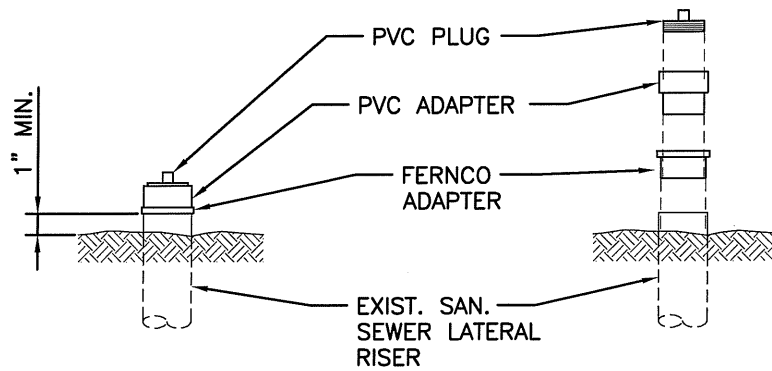 PVC PLUG
PVC ADAPTER
1" MIN.
FERNCO
ADAPTER
EXIST. SAN.
SEWER LATERAL
RISER